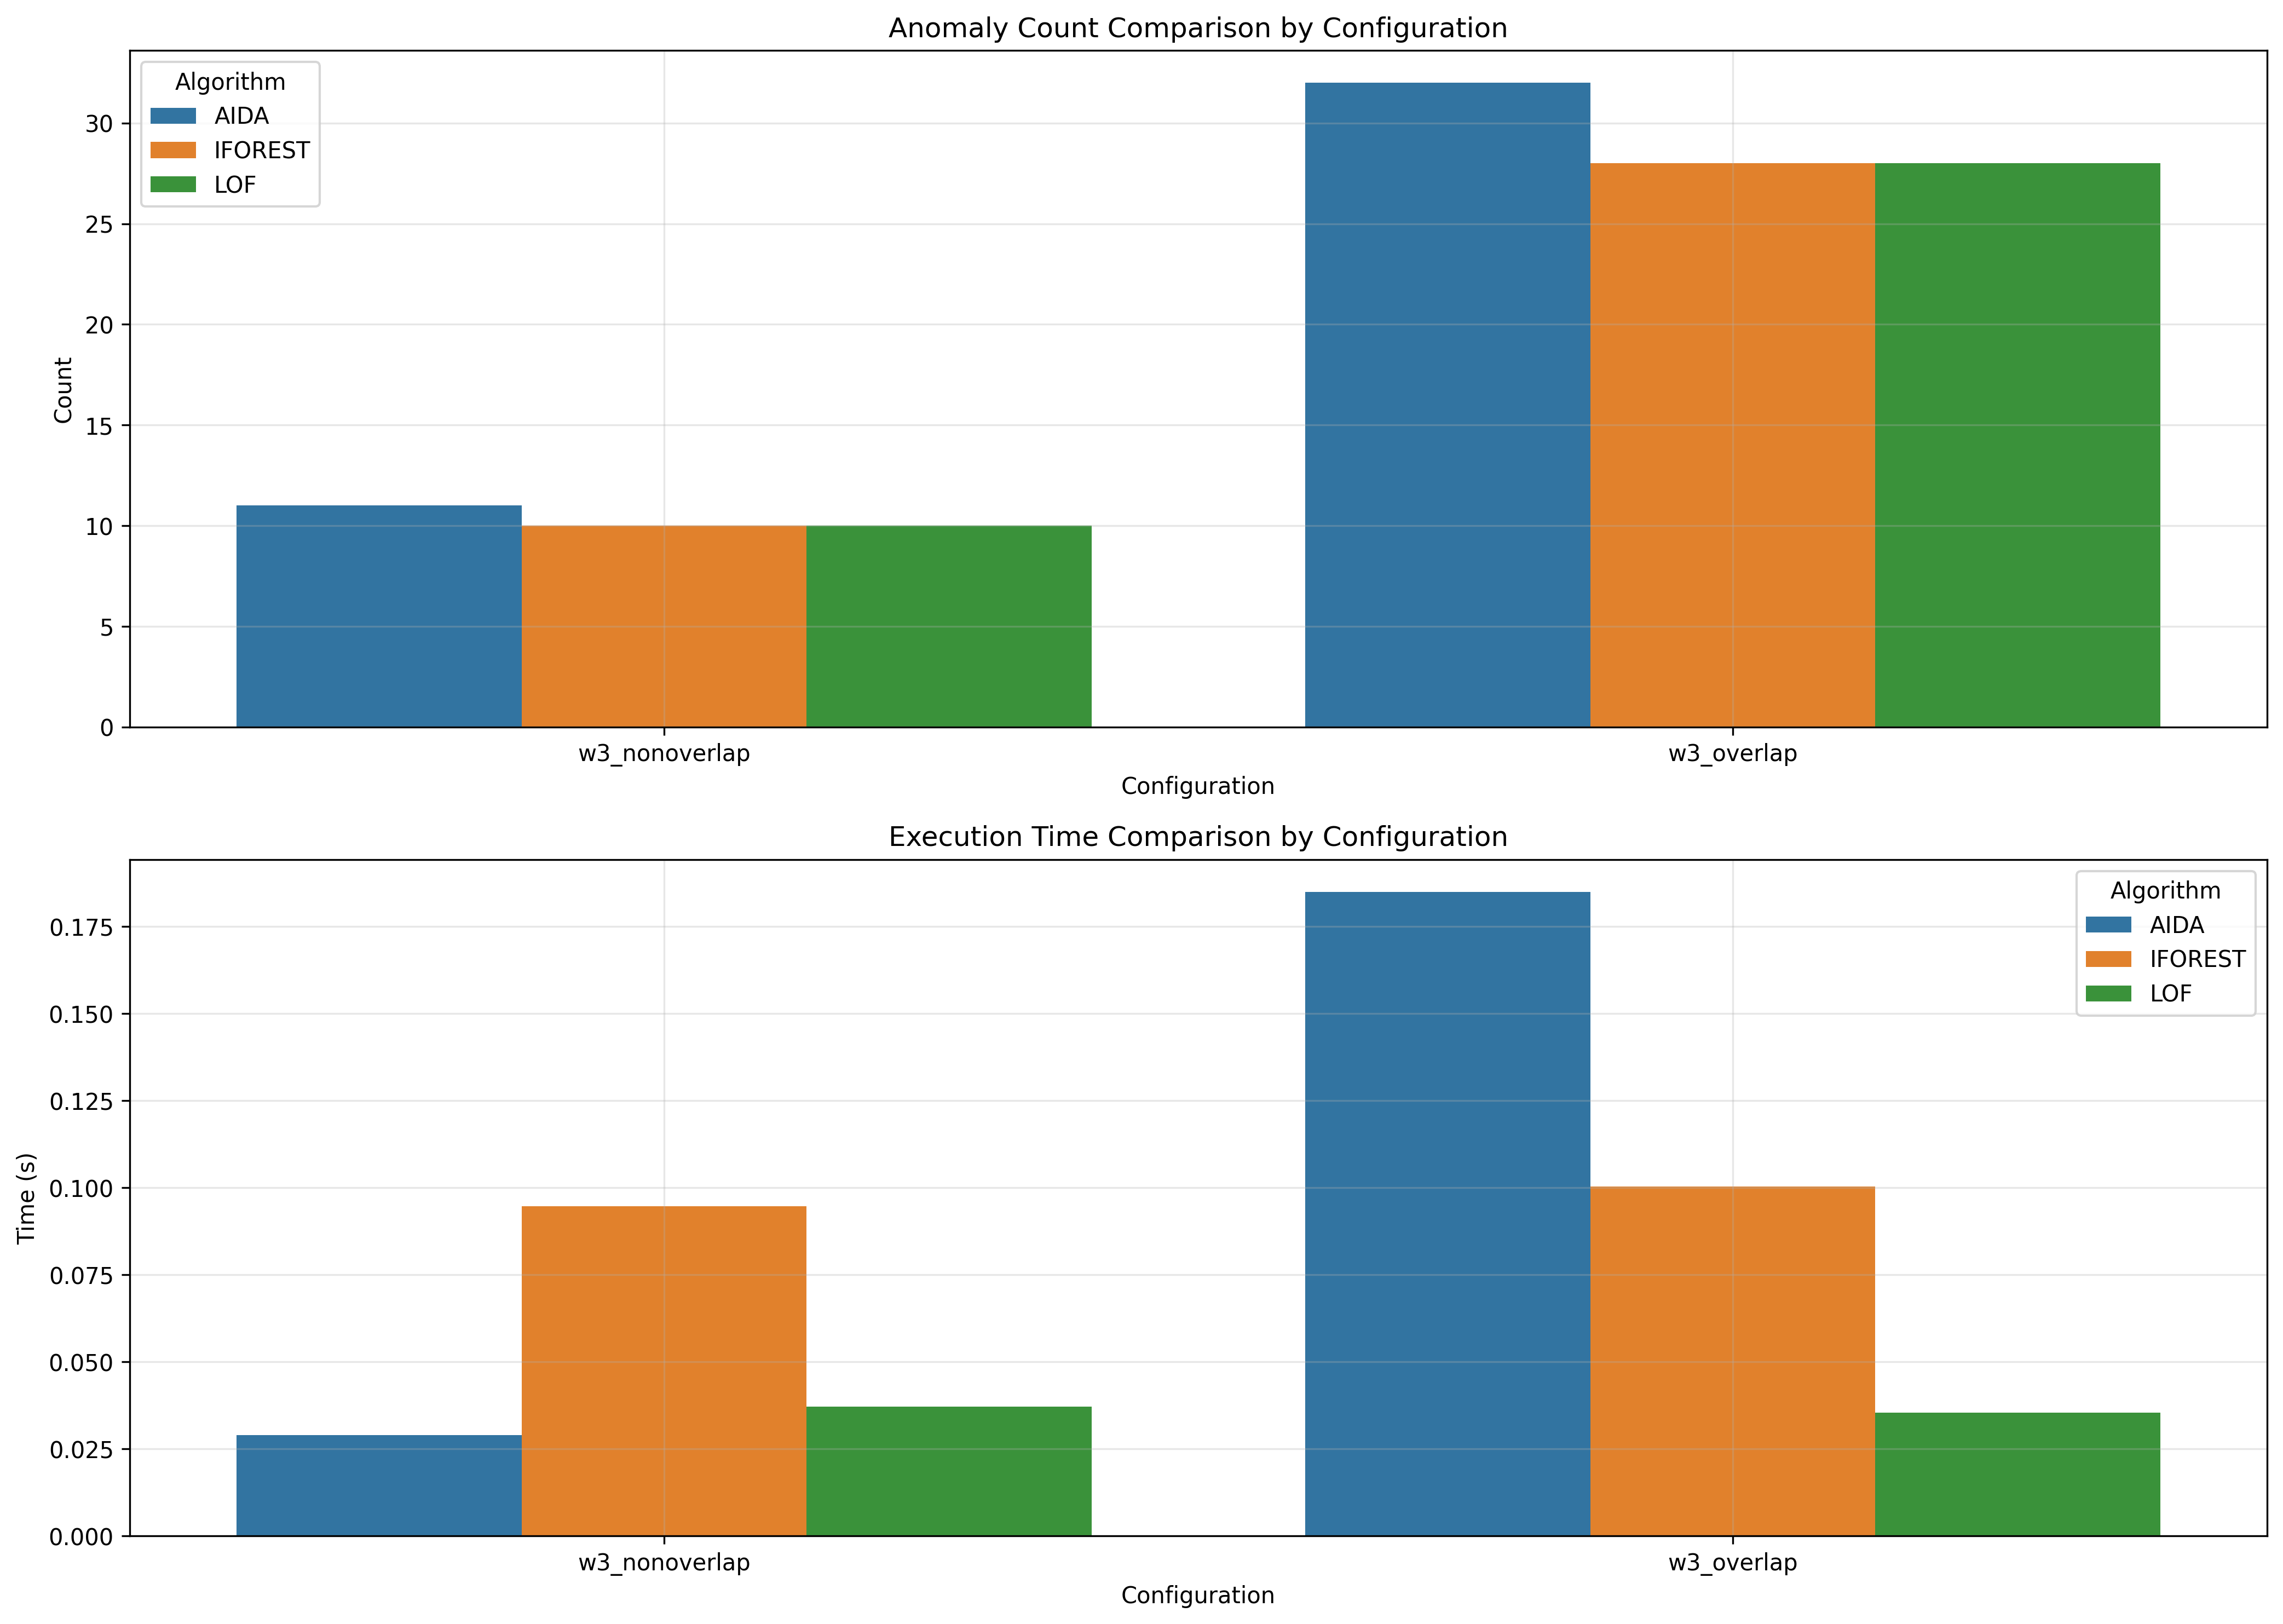 Anomaly Count Comparison by Configuration
Algorithm
AIDA
IFOREST
LOF
30
25
20
15
10
5
0
Count
w3_nonoverlap
w3_overlap
Configuration
Execution Time Comparison by Configuration
Algorithm
AIDA
IFOREST
LOF
0.175
0.150
0.125
0.100
0.075
0.050
0.025
0.000
Time (s)
w3_nonoverlap
w3_overlap
Configuration